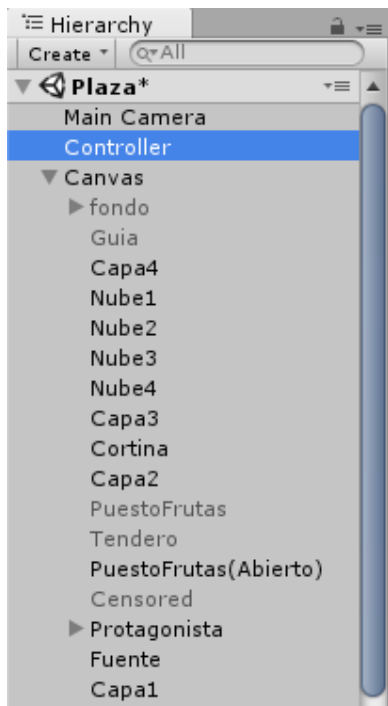 Hierarchy
Create All
Plaza*
Main Camera
Controller
Canvas
fondo
Guia
Capa4
Nube1
Nube2
Nube3
Nube4
Capa3
Cortina
Capa2
PuestoFrutas
Tendero
PuestoFrutas(Abierto)
Censored
Protagonista
Fuente
Capa1